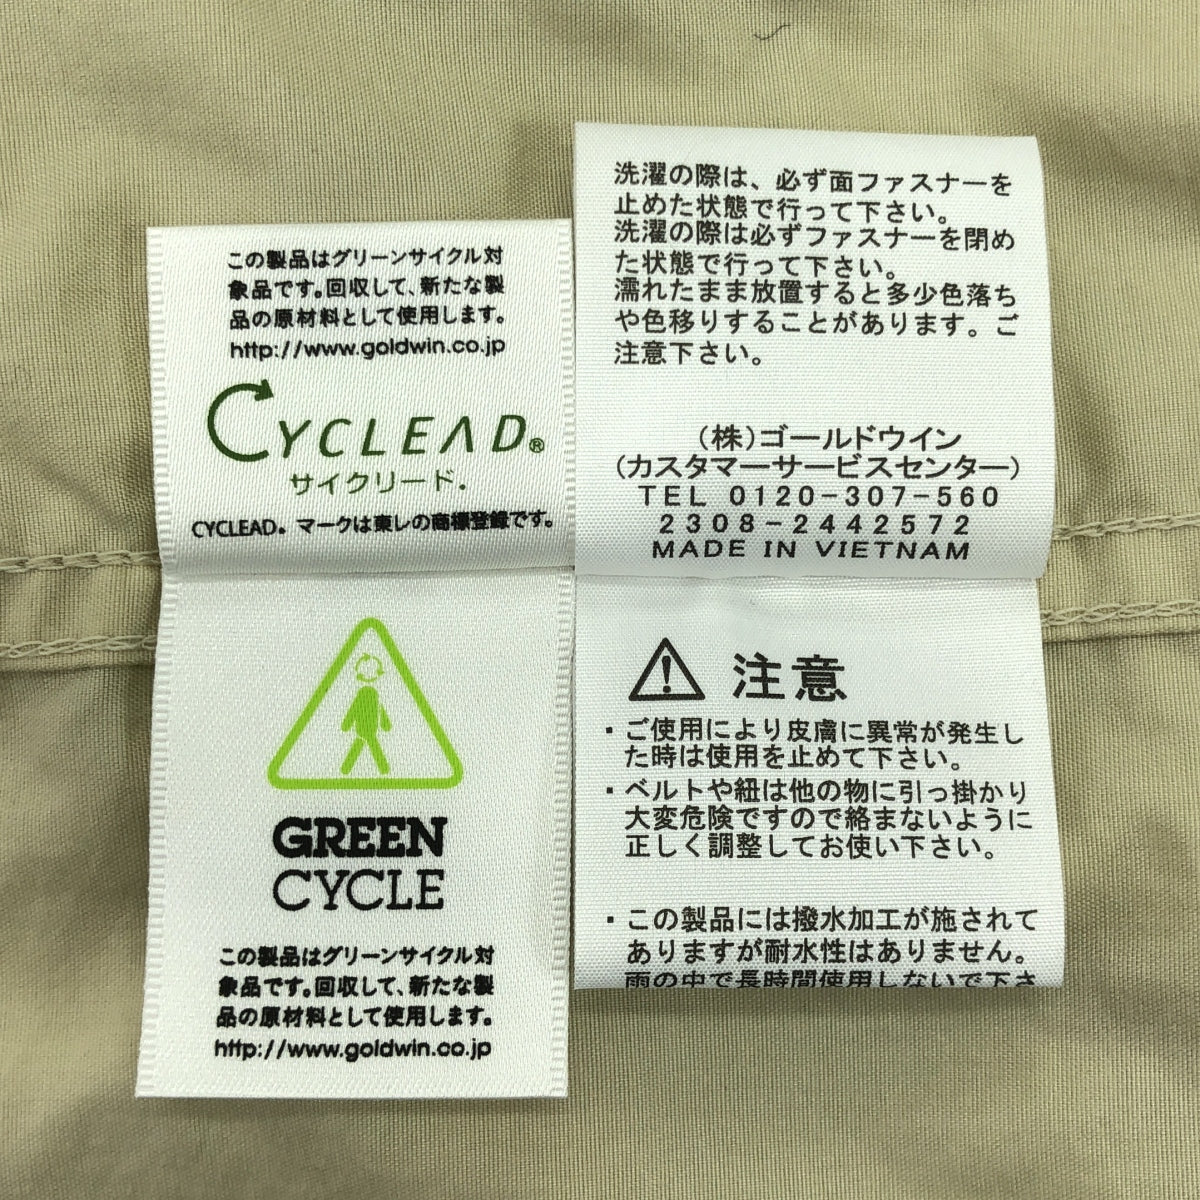 この製品はグリーンサイクル対
象品です。回収して、新たな製
品の原材料として使用します。
http://www.goldwin.co.jp
CYCLEAD®
サイクリード.
CYCLEAD。マークは東レの商標登録です。
GREEN
CYCLE
この製品はグリーンサイクル対
象品です。回収して、新たな製
品の原材料として使用します。
http://www.goldwin.co.jp
洗濯の際は、必ず面ファスナーを
止めた状態で行って下さい。
洗濯の際は必ずファスナーを閉め
た状態で行って下さい。
濡れたまま放置すると多少色落ち
や色移りすることがあります。ご
注意下さい。
(株)ゴールドウイン
(カスタマーサービスセンター)
TEL 0120-307-560
2308-2442572
MADE IN VIETNAM
注意
・ご使用により皮膚に異常が発生し
た時は使用を止めて下さい。
・ベルトや紐は他の物に引っ掛かり
大変危険ですので絡まないように
正しく調整してお使い下さい。
・この製品には撥水加工が施されて
ありますが耐水性はありません。
雨の中で長時間使用しないで下さ